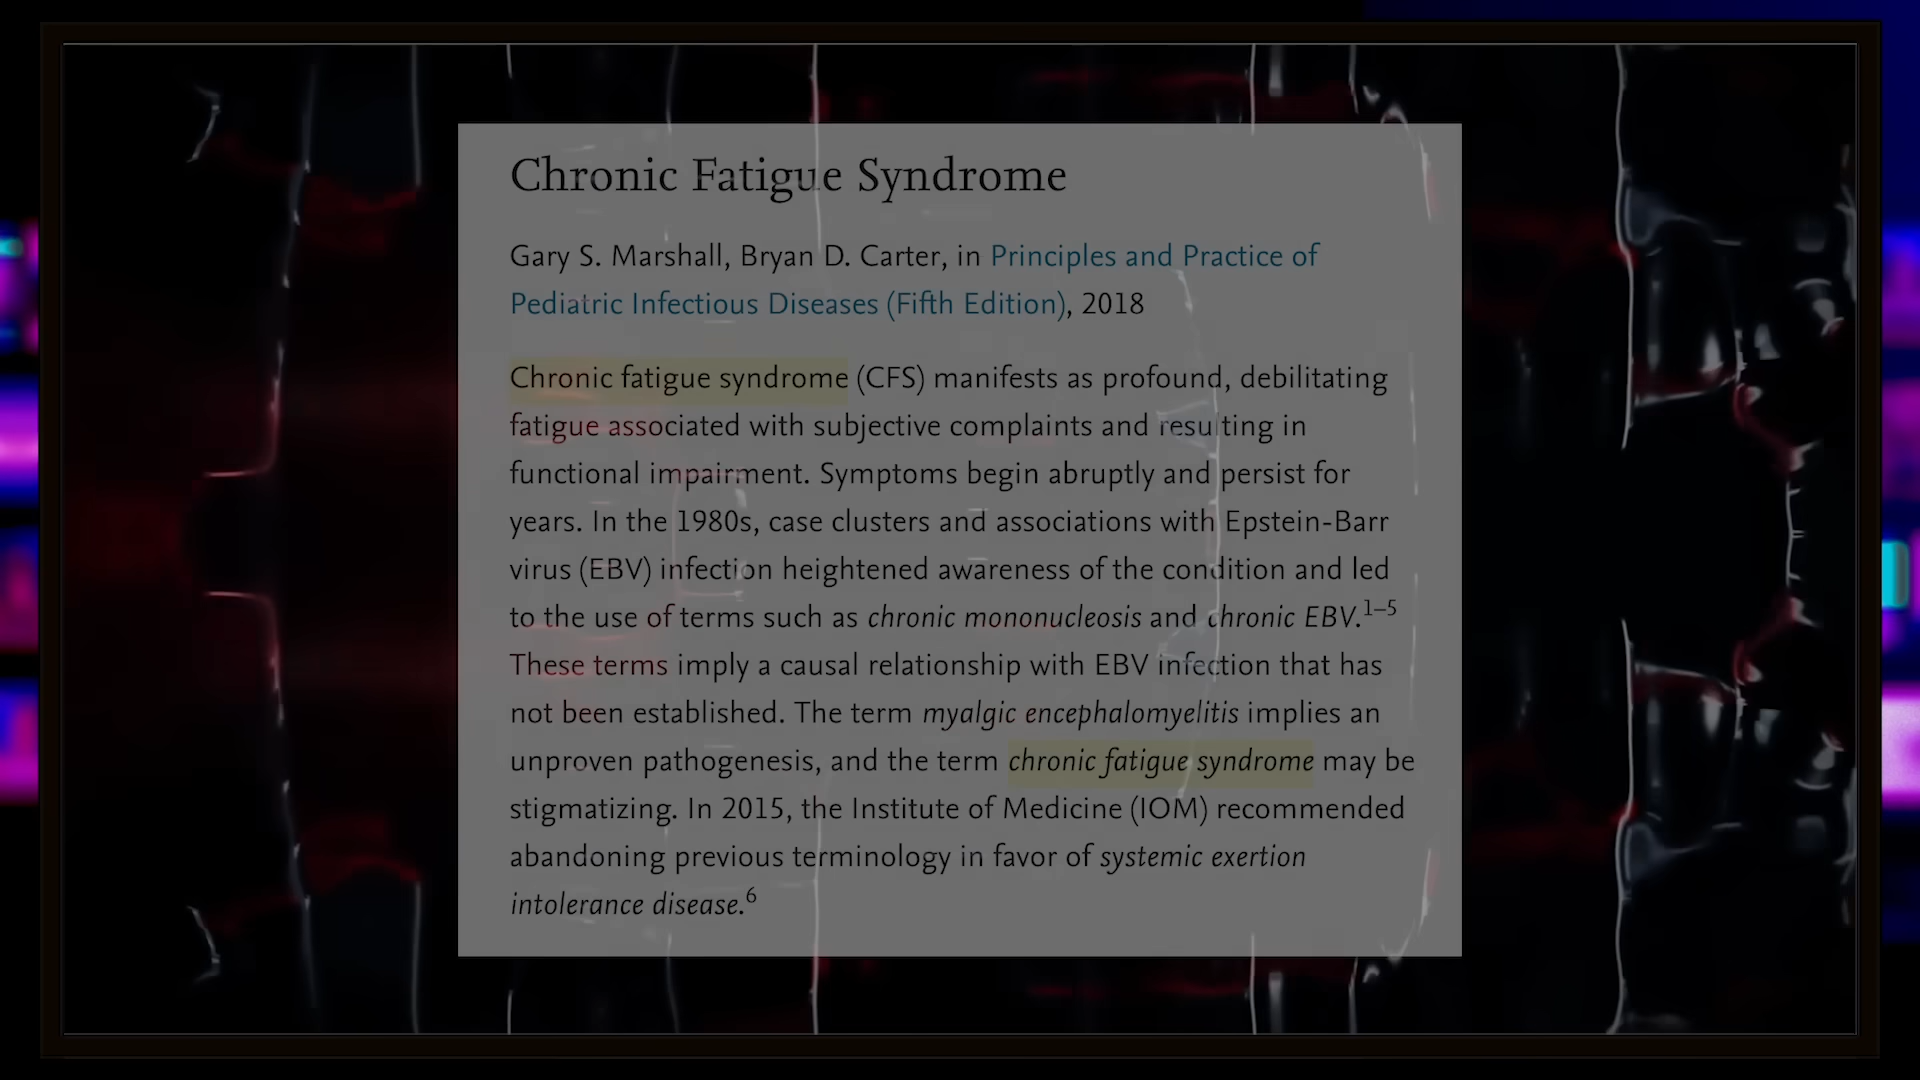 Chronic Fatigue Syndrome
Gary S. Marshall, Bryan D. Carter, in Principles and Practice of
Pediatric Infectious Diseases (Fifth Edition), 2018
Chronic fatigue syndrome (CFS) manifests as profound, debilitating
fatigue associated with subjective complaints and resulting in
functional impairment. Symptoms begin abruptly and persist for
years. In the 1980s, case clusters and associations with Epstein-Barr
virus (EBV) infection heightened awareness of the condition and led
to the use of terms such as chronic mononucleosis and chronic EBV.1–5
These terms imply a causal relationship with EBV infection that has
not been established. The term myalgic encephalomyelitis implies an
unproven pathogenesis, and the term chronic fatigue syndrome may be
stigmatizing. In 2015, the Institute of Medicine (IOM) recommended
abandoning previous terminology in favor of systemic exertion
intolerance disease.6